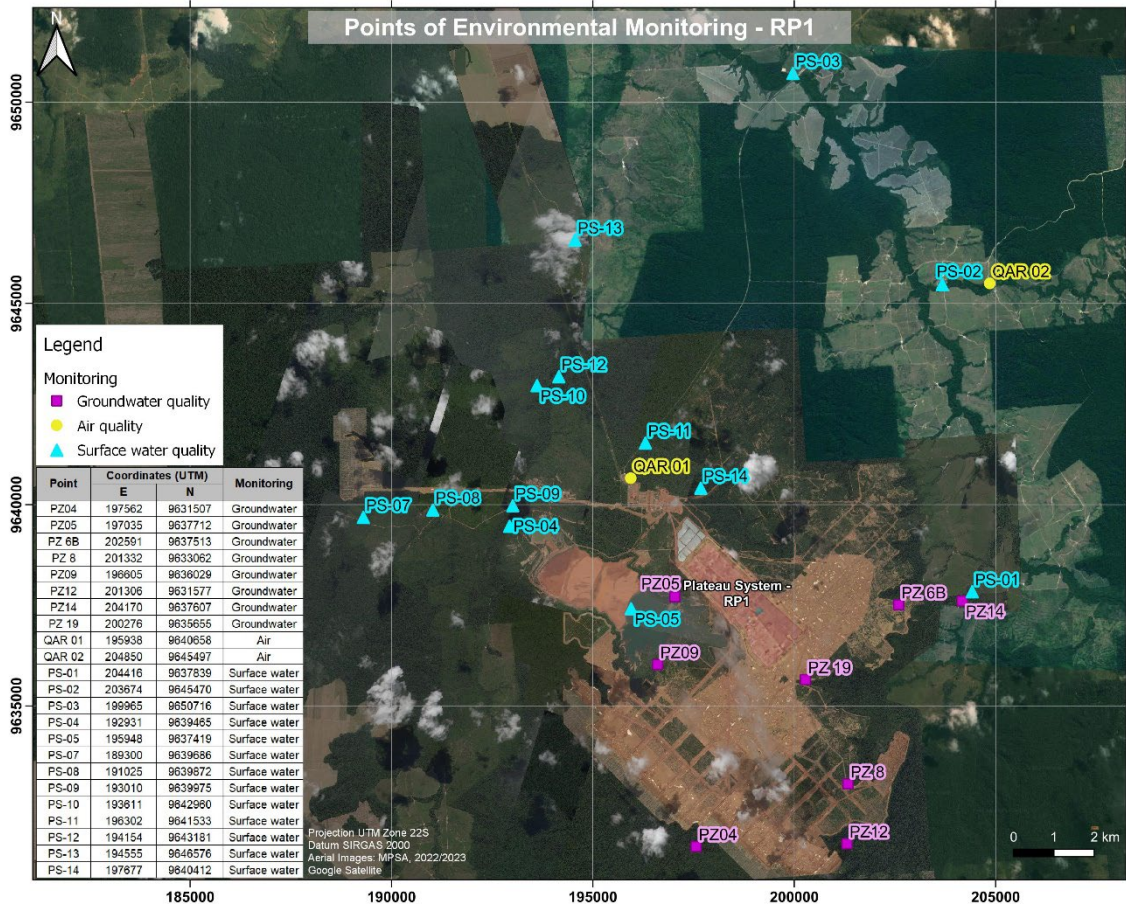 Points of Environmental Monitoring - RP1
N
PS-03
9650000
PS-13
PS-02
QAR 02
9645000
Legend
Monitoring
Groundwater quality
Air quality
Surface water quality
PS-12
PS-10
PS-11
QAR 01
PS-14
9640000
PS-07
PS-08
PS-09
PS-04
Plateau System -
RP1
PZ05
PS-05
PZ 6B
PS-01
PZ14
PZ09
PZ 19
9635000
PZ 8
PZ04
PZ12
Point Coordinates (UTM) Monitoring
E N
PZ04 197562 9631507 Groundwater
PZ05 197035 9637712 Groundwater
PZ 6B 202591 9637513 Groundwater
PZ 8 201332 9633062 Groundwater
PZ09 196605 9636029 Groundwater
PZ12 201306 9631577 Groundwater
PZ14 204170 9637607 Groundwater
PZ 19 200276 9635655 Groundwater
QAR 01 195938 9640658 Air
QAR 02 204850 9645497 Air
PS-01 204416 9637839 Surface water
PS-02 203674 9645470 Surface water
PS-03 199965 9650716 Surface water
PS-04 192931 9639465 Surface water
PS-05 195948 9637419 Surface water
PS-07 189300 9639686 Surface water
PS-08 191025 9639872 Surface water
PS-09 193010 9639975 Surface water
PS-10 193611 9642960 Surface water
PS-11 196302 9641533 Surface water
PS-12 194154 9643181 Surface water
PS-13 194555 9646576 Surface water
PS-14 197677 9640412 Surface water
Projection UTM Zone 22S
Datum SIRGAS 2000
Aerial Images: MPSA, 2022/2023
Google Satellite
0 1 2 km
185000 190000 195000 200000 205000